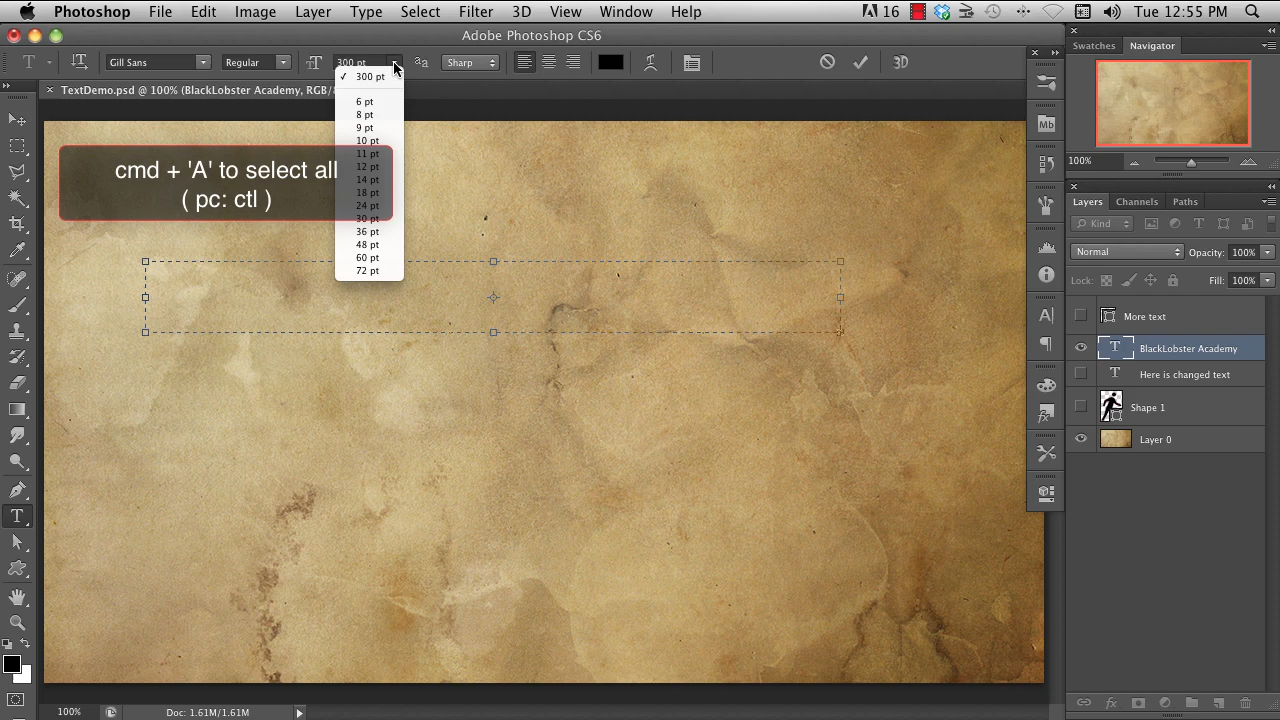 Photoshop File Edit Image Layer Type Select Filter 3D View Window Help 16 Tue 12:55 PM
Adobe Photoshop CS6
T Gill Sans Regular 300 pt Sharp 3D
× TextDemo.psd @ 100% (BlackLobster Academy, RGB/
✓ 300 pt
6 pt
8 pt
9 pt
10 pt
11 pt
12 pt
14 pt
18 pt
24 pt
30 pt
36 pt
48 pt
60 pt
72 pt
cmd + 'A' to select all
( pc: ctl )
Swatches Navigator
100%
Layers Channels Paths
Kind
Normal Opacity: 100%
Lock: Fill: 100%
More text
BlackLobster Academy
Here is changed text
Shape 1
Layer 0
Mb
100% Doc: 1.61M/1.61M